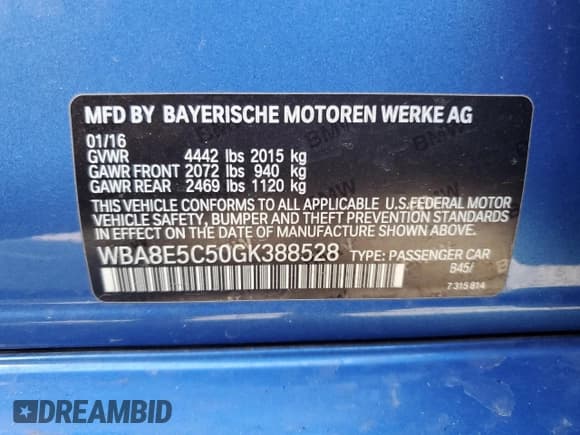 MFD BY BAYERISCHE MOTOREN WERKE AG
01/16
GVWR 4442 lbs 2015 kg
GAWR FRONT 2072 lbs 940 kg
GAWR REAR 2469 lbs 1120 kg
THIS VEHICLE CONFORMS TO ALL APPLICABLE U.S.FEDERAL MOTOR
VEHICLE SAFETY, BUMPER AND THEFT PREVENTION STANDARDS
IN EFFECT ON THE DATE OF MANUFACTURE SHOWN ABOVE.
WBA8E5C50GK388528 TYPE: PASSENGER CAR
B45/
7 315 814
DREAMBID